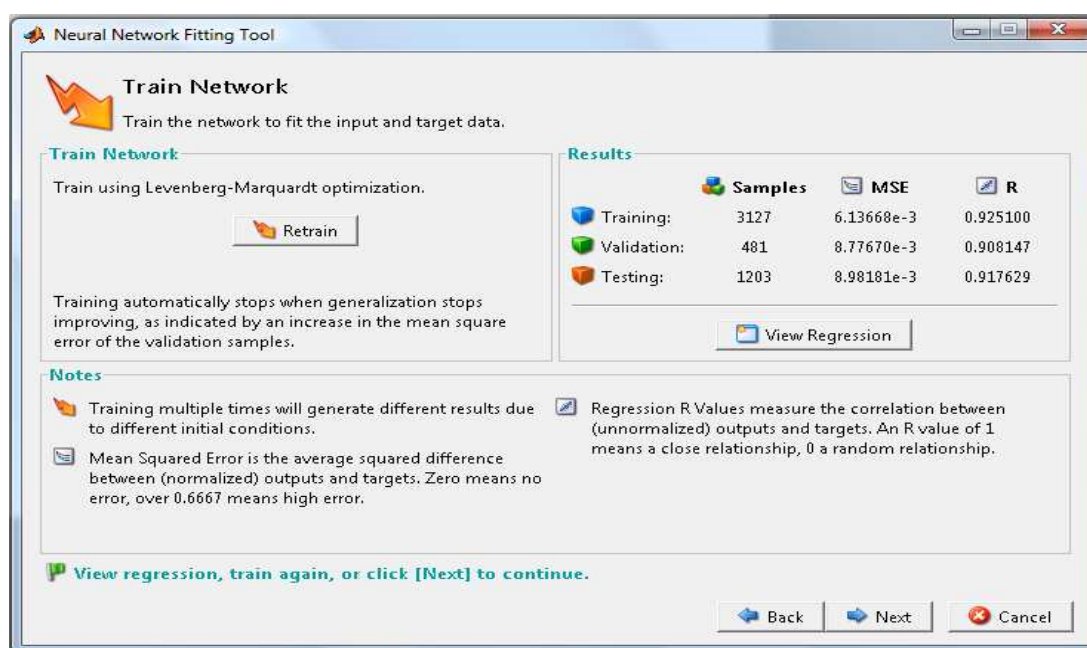 Neural Network Fitting Tool
Train Network
Train the network to fit the input and target data.
Train Network
Train using Levenberg-Marquardt optimization.
Retrain
Training automatically stops when generalization stops
improving, as indicated by an increase in the mean square
error of the validation samples.
Results
Samples MSE R
Training: 3127 6.13668e-3 0.925100
Validation: 481 8.77670e-3 0.908147
Testing: 1203 8.98181e-3 0.917629
View Regression
Notes
Training multiple times will generate different results due
to different initial conditions.
Mean Squared Error is the average squared difference
between (normalized) outputs and targets. Zero means no
error, over 0.6667 means high error.
Regression R Values measure the correlation between
(unnormalized) outputs and targets. An R value of 1
means a close relationship, 0 a random relationship.
View regression, train again, or click [Next] to continue.
Back Next Cancel